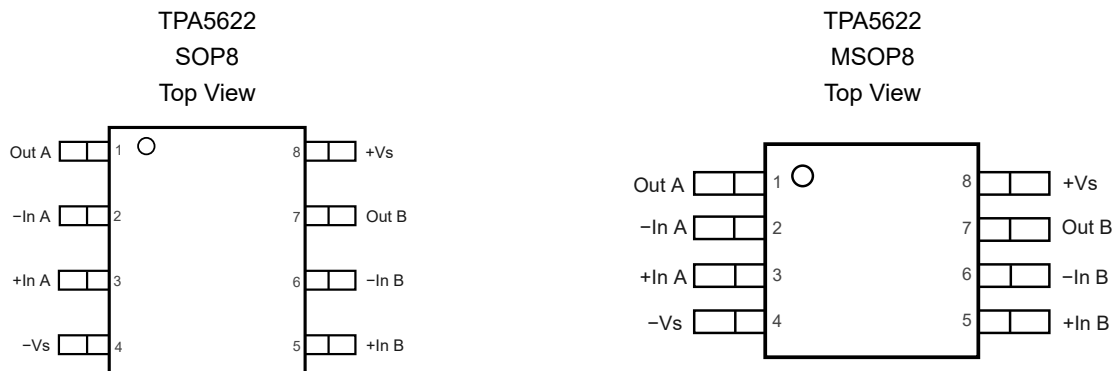 TPA5622
SOP8
Top View
Out A 1 8 +Vs
−In A 2 7 Out B
+In A 3 6 −In B
−Vs 4 5 +In B
TPA5622
MSOP8
Top View
Out A 1 8 +Vs
−In A 2 7 Out B
+In A 3 6 −In B
−Vs 4 5 +In B